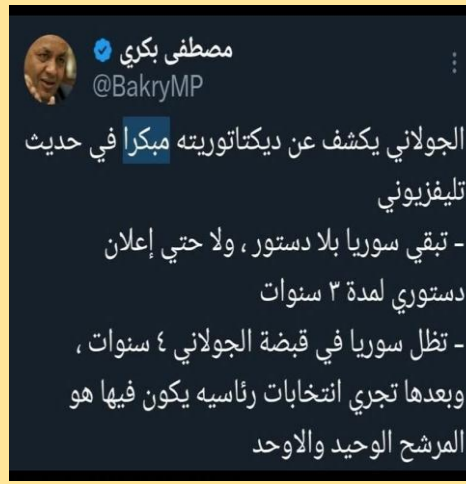 مصطفى بكري
@BakryMP
الجولاني يكشف عن ديكتاتوريته مبكرا في حديث
تليفزيوني
- تبقي سوريا بلا دستور ، ولا حتي إعلان
دستوري لمدة ٣ سنوات
- تظل سوريا في قبضة الجولاني ٤ سنوات ،
وبعدها تجري انتخابات رئاسيه يكون فيها هو
المرشح الوحيد والاوحد